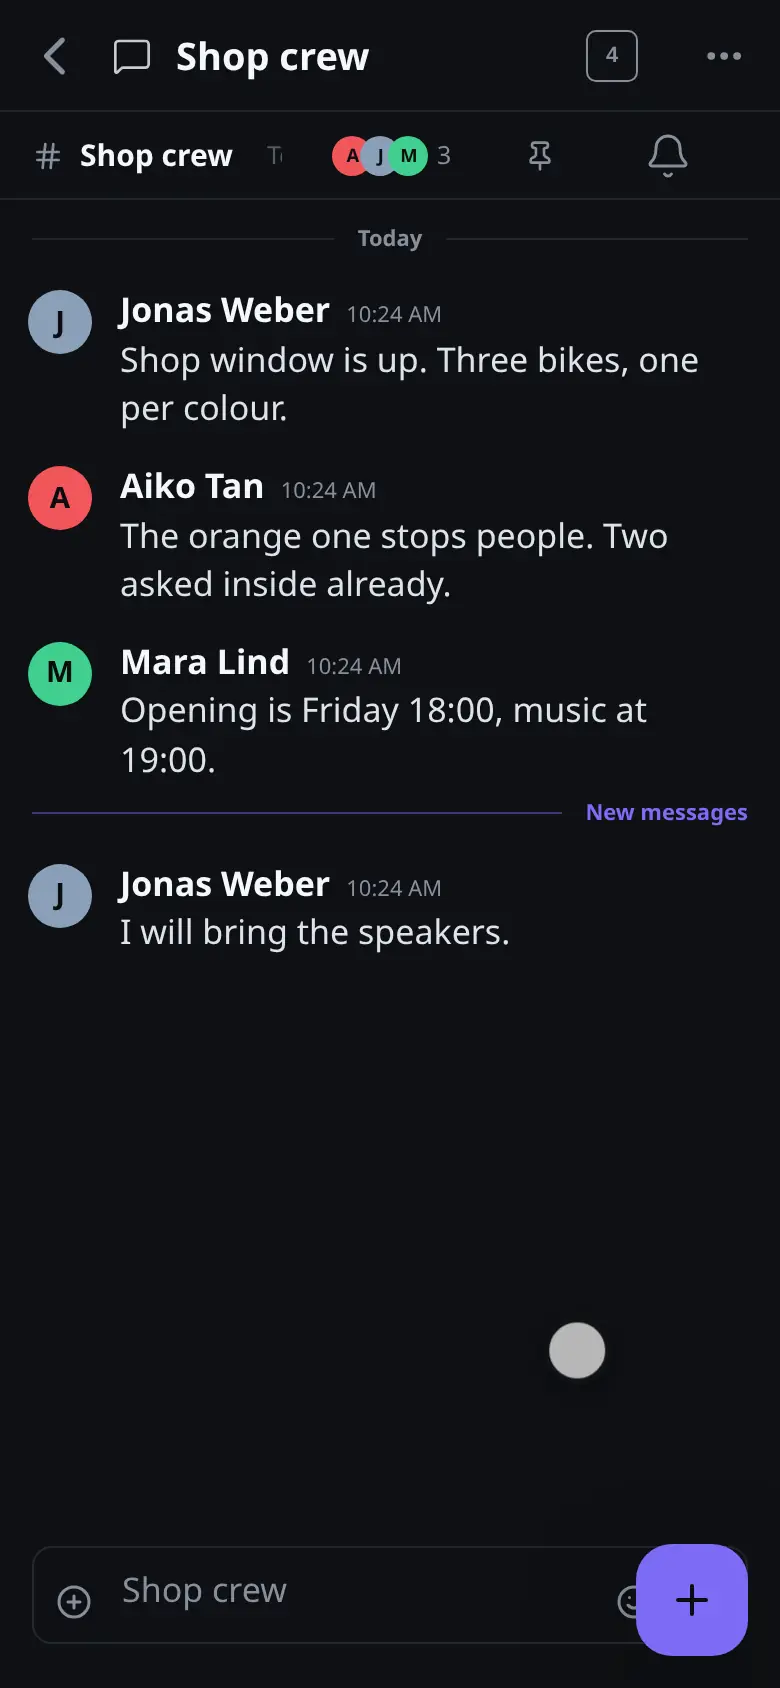 Shop crew
4
# Shop crew
A J M 3
Today
J
Jonas Weber 10:24 AM
Shop window is up. Three bikes, one
per colour.
A
Aiko Tan 10:24 AM
The orange one stops people. Two
asked inside already.
M
Mara Lind 10:24 AM
Opening is Friday 18:00, music at
19:00.
New messages
J
Jonas Weber 10:24 AM
I will bring the speakers.
Shop crew